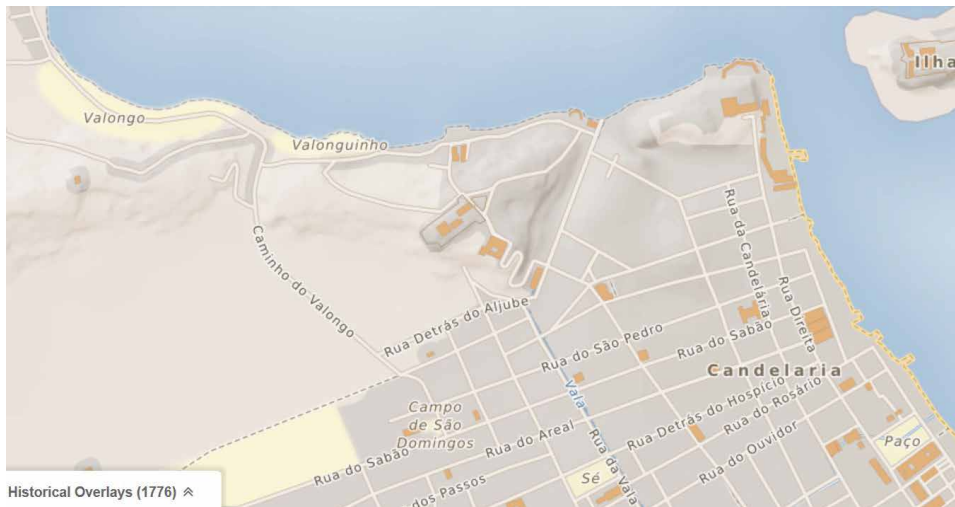 Ilha
Valongo
Valonguinho
Rua da Candelária
Caminho do Valongo
Rua Direita
Rua Detrás do Aljube
Rua do São Pedro
Rua do Sabão
Candelaria
Vala
Rua Detrás do Hospício
Rua do Rosário
Campo
de São
Domingos
Rua do Areal
Rua da Vala
Rua do Ouvidor
Paço
Rua do Sabão
Sé
dos Passos
Historical Overlays (1776)